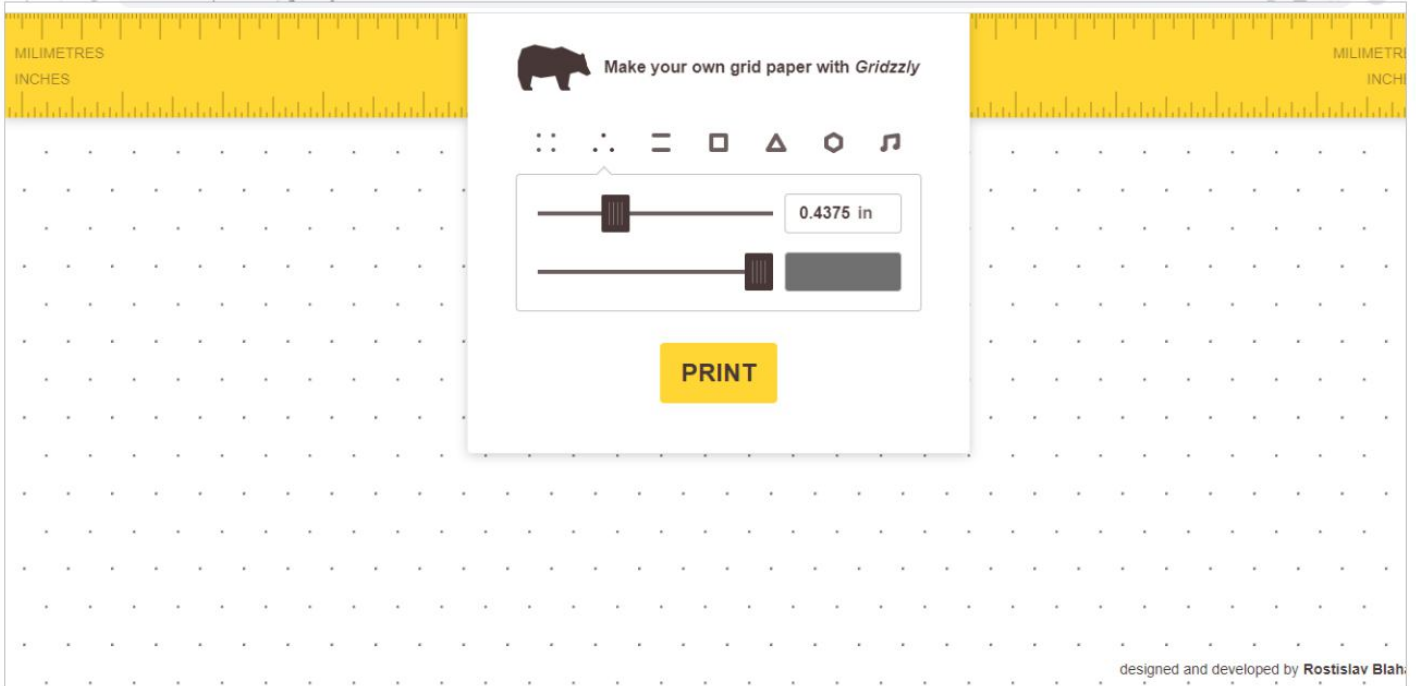 MILIMETRES
INCHES
Make your own grid paper with Gridzzly
MILIMETRE
INCH
0.4375 in
PRINT
designed and developed by Rostislav Blaha